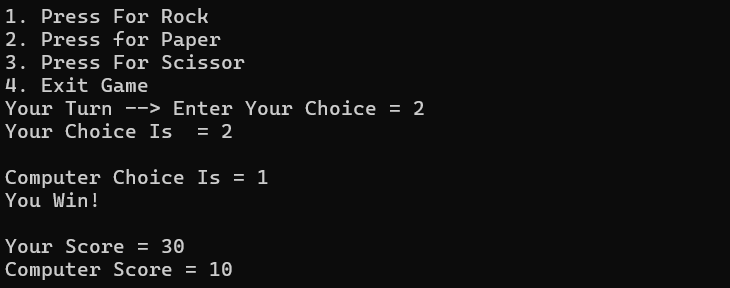 1. Press For Rock
2. Press for Paper
3. Press For Scissor
4. Exit Game
Your Turn --> Enter Your Choice = 2
Your Choice Is  = 2
Computer Choice Is = 1
You Win!
Your Score = 30
Computer Score = 10